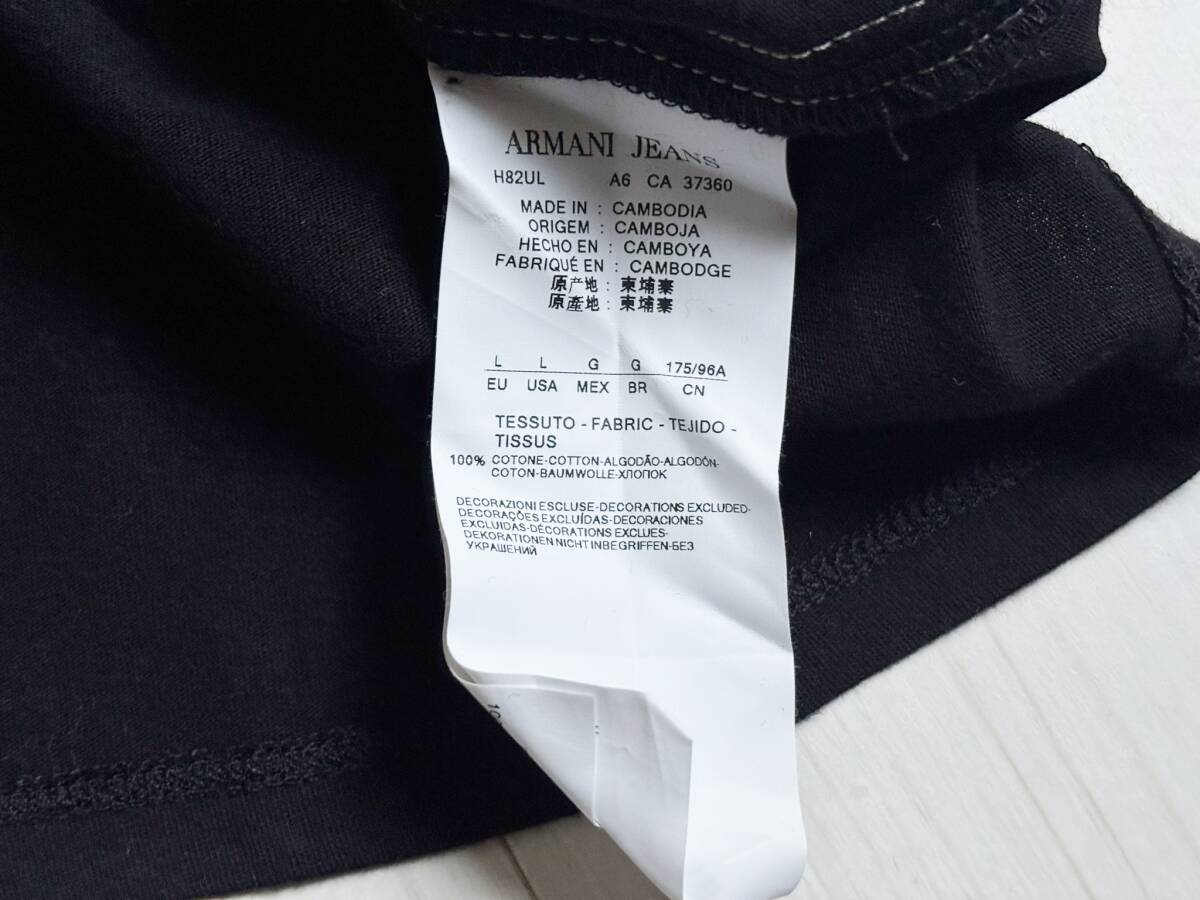 ARMANI JEANS
H82UL A6 CA 37360
MADE IN : CAMBODIA
ORIGEM : CAMBOJA
HECHO EN : CAMBOYA
FABRIQUÉ EN : CAMBODGE
原产地 : 柬埔寨
原產地 : 柬埔寨
L L G G 175/96A
EU USA MEX BR CN
TESSUTO - FABRIC - TEJIDO -
TISSUS
100% COTONE-COTTON-ALGODÃO-ALGODÓN-
COTON-BAUMWOLLE-ХЛОПОК
DECORAZIONI ESCLUSE-DECORATIONS EXCLUDED-
DECORAÇÕES EXCLUÍDAS-DECORACIONES
EXCLUIDAS-DÉCORATIONS EXCLUES-
DEKORATIONEN NICHT INBEGRIFFEN-БЕЗ
УКРАШЕНИЙ